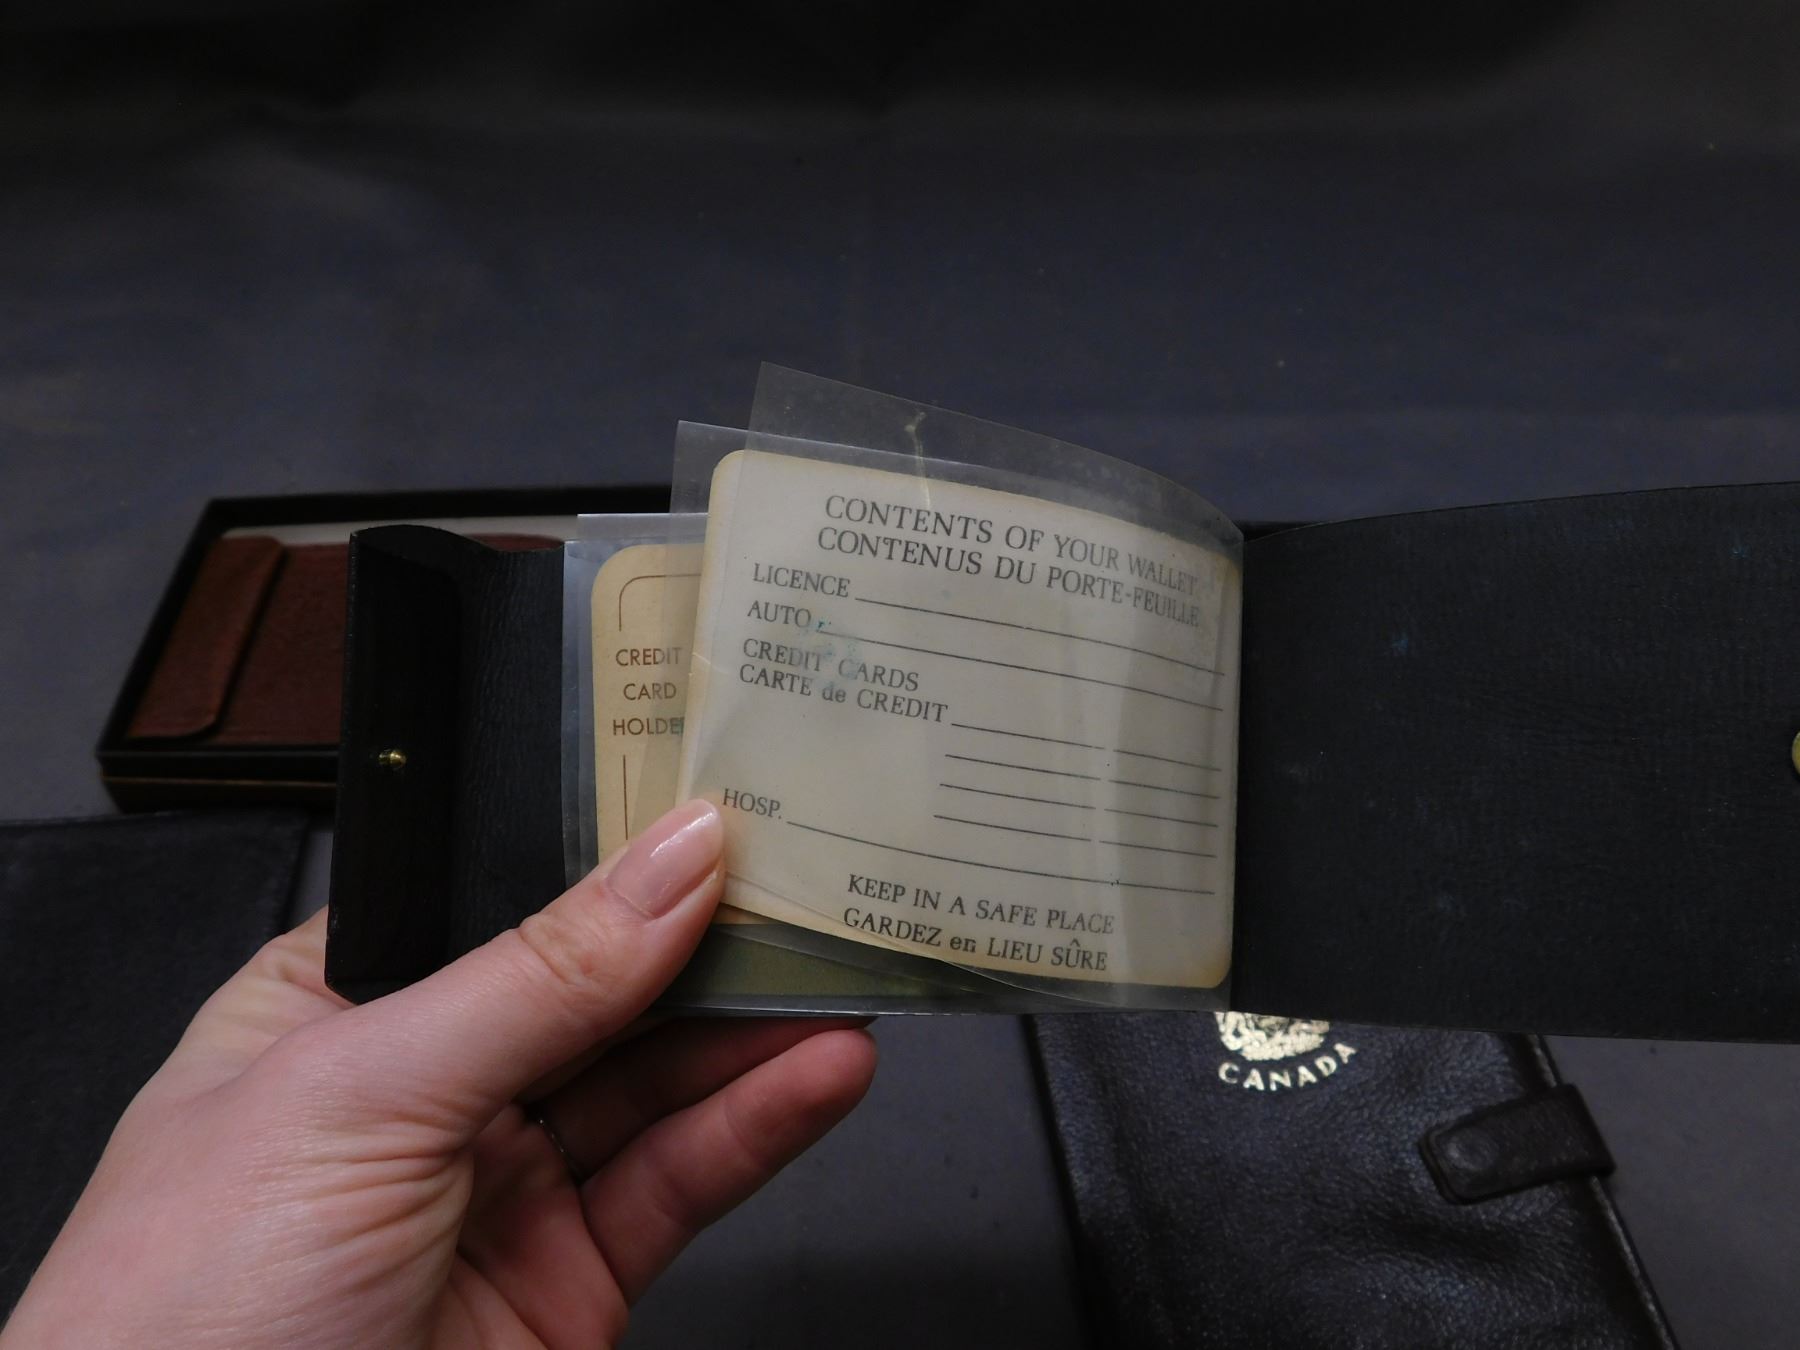 CONTENTS OF YOUR WALLET
CONTENUS DU PORTE-FEUILLE
LICENCE
AUTO
CREDIT CARDS
CARTE de CREDIT
HOSP.
KEEP IN A SAFE PLACE
GARDEZ en LIEU SÛRE
CREDIT
CARD
HOLDER
CANADA